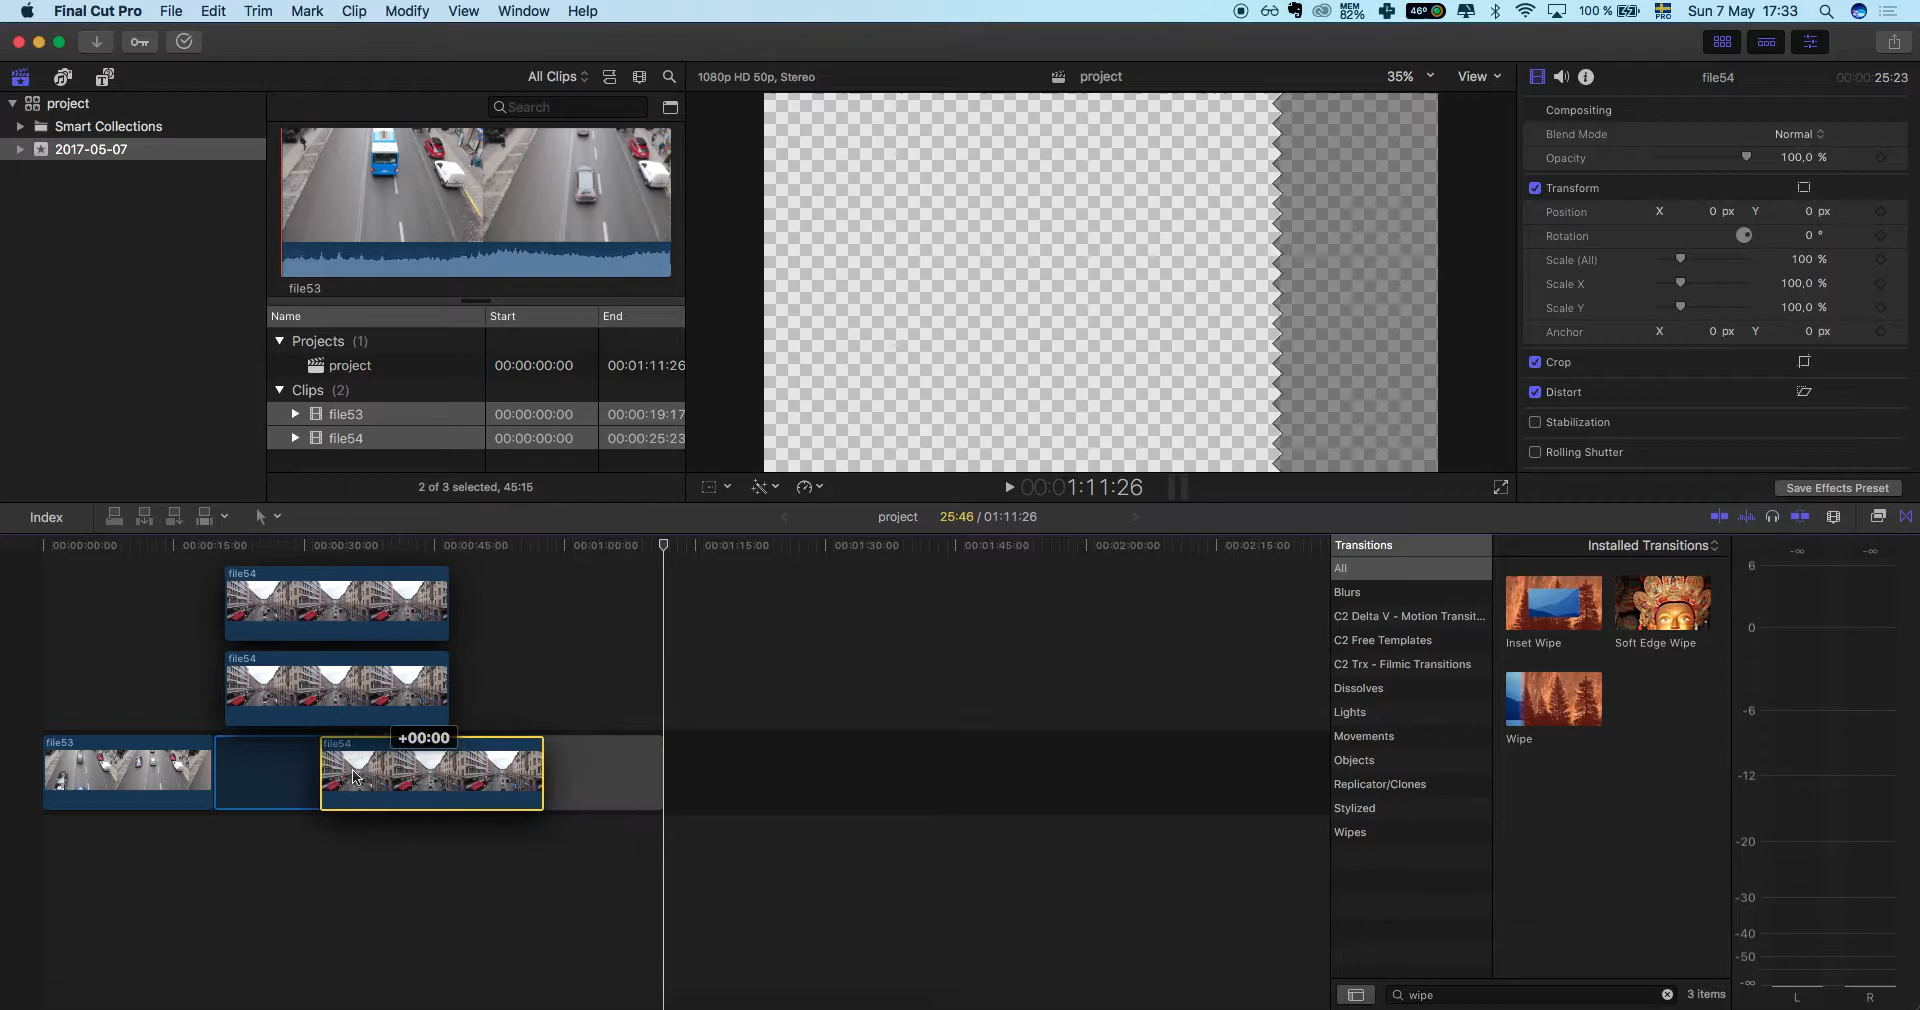 Final Cut Pro File Edit Trim Mark Clip Modify View Window Help
MEM 82% 46° 100 % PRO Sun 7 May 17:33
All Clips
1080p HD 50p, Stereo project 35% View
file54 00:00:25:23
project
Smart Collections
2017-05-07
Search
file53
Name Start End
Projects (1)
project 00:00:00:00 00:01:11:26
Clips (2)
file53 00:00:00:00 00:00:19:17
file54 00:00:00:00 00:00:25:23
2 of 3 selected, 45:15
00:01:11:26
Compositing
Blend Mode Normal
Opacity 100,0 %
Transform
Position X 0 px Y 0 px
Rotation 0 °
Scale (All) 100 %
Scale X 100,0 %
Scale Y 100,0 %
Anchor X 0 px Y 0 px
Crop
Distort
Stabilization
Rolling Shutter
Save Effects Preset
Index
project 25:46 / 01:11:26
00:00:00:00 00:00:15:00 00:00:30:00 00:00:45:00 00:01:00:00 00:01:15:00 00:01:30:00 00:01:45:00 00:02:00:00 00:02:15:00
file54
file54
+00:00
file53
file54
Transitions
All
Blurs
C2 Delta V - Motion Transit...
C2 Free Templates
C2 Trx - Filmic Transitions
Dissolves
Lights
Movements
Objects
Replicator/Clones
Stylized
Wipes
Installed Transitions
Inset Wipe
Soft Edge Wipe
Wipe
wipe
3 items
-∞ -∞
6
0
-6
-12
-20
-30
-40
-50
-∞
L R